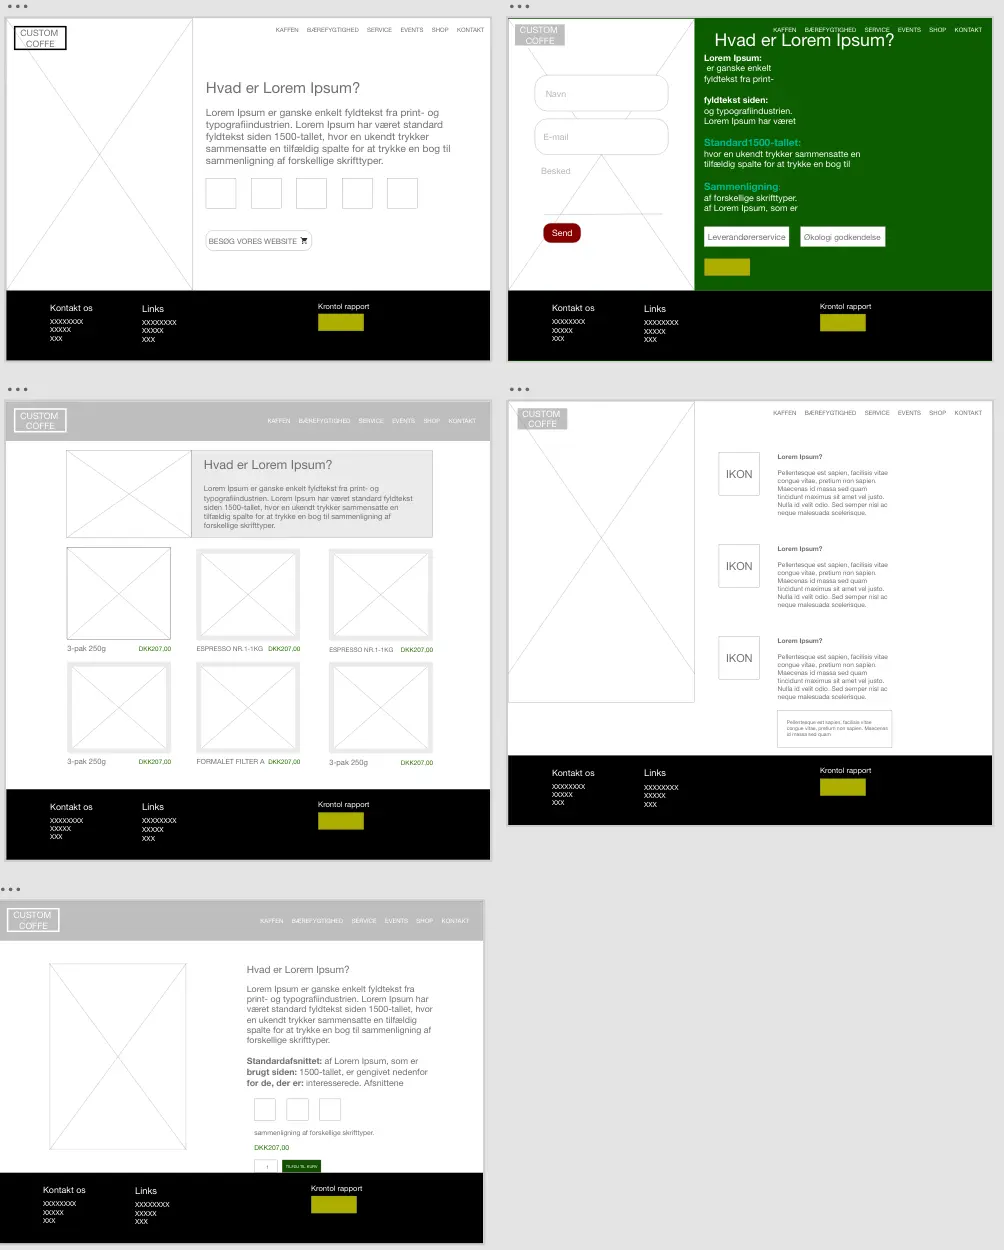 CUSTOM
COFFE
KAFFEN BÆREFYGTIGHED SERVICE EVENTS SHOP KONTAKT
Hvad er Lorem Ipsum?
Lorem Ipsum er ganske enkelt fyldtekst fra print- og
typografiindustrien. Lorem Ipsum har været standard
fyldtekst siden 1500-tallet, hvor en ukendt trykker
sammensatte en tilfældig spalte for at trykke en bog til
sammenligning af forskellige skrifttyper.
BESØG VORES WEBSITE
Kontakt os
XXXXXXXX
XXXXX
XXX
Links
XXXXXXXX
XXXXX
XXX
Krontol rapport
CUSTOM
COFFE
KAFFEN BÆREFYGTIGHED SERVICE EVENTS SHOP KONTAKT
Hvad er Lorem Ipsum?
Navn
E-mail
Besked
Send
Lorem Ipsum:
er ganske enkelt
fyldtekst fra print-
fyldtekst siden:
og typografiindustrien.
Lorem Ipsum har været
Standard1500-tallet:
hvor en ukendt trykker sammensatte en
tilfældig spalte for at trykke en bog til
Sammenligning:
af forskellige skrifttyper.
af Lorem Ipsum, som er
Leverandørerservice Økologi godkendelse
Kontakt os
XXXXXXXX
XXXXX
XXX
Links
XXXXXXXX
XXXXX
XXX
Krontol rapport
CUSTOM
COFFE
KAFFEN BÆREFYGTIGHED SERVICE EVENTS SHOP KONTAKT
Hvad er Lorem Ipsum?
Lorem Ipsum er ganske enkelt fyldtekst fra print- og
typografiindustrien. Lorem Ipsum har været standard fyldtekst
siden 1500-tallet, hvor en ukendt trykker sammensatte en
tilfældig spalte for at trykke en bog til sammenligning af
forskellige skrifttyper.
3-pak 250g DKK207,00
ESPRESSO NR.1-1KG DKK207,00
ESPRESSO NR.1-1KG DKK207,00
3-pak 250g DKK207,00
FORMALET FILTER A DKK207,00
3-pak 250g DKK207,00
Kontakt os
XXXXXXXX
XXXXX
XXX
Links
XXXXXXXX
XXXXX
XXX
Krontol rapport
CUSTOM
COFFE
KAFFEN BÆREFYGTIGHED SERVICE EVENTS SHOP KONTAKT
IKON
Lorem Ipsum?
Pellentesque est sapien, facilisis vitae
congue vitae, pretium non sapien.
Maecenas id massa sed quam
tincidunt maximus sit amet vel justo.
Nulla id velit odio. Sed semper nisl ac
neque malesuada scelerisque.
IKON
Lorem Ipsum?
Pellentesque est sapien, facilisis vitae
congue vitae, pretium non sapien.
Maecenas id massa sed quam
tincidunt maximus sit amet vel justo.
Nulla id velit odio. Sed semper nisl ac
neque malesuada scelerisque.
IKON
Lorem Ipsum?
Pellentesque est sapien, facilisis vitae
congue vitae, pretium non sapien.
Maecenas id massa sed quam
tincidunt maximus sit amet vel justo.
Nulla id velit odio. Sed semper nisl ac
neque malesuada scelerisque.
Pellentesque est sapien, facilisis vitae
congue vitae, pretium non sapien. Maecenas
id massa sed quam
Kontakt os
XXXXXXXX
XXXXX
XXX
Links
XXXXXXXX
XXXXX
XXX
Krontol rapport
CUSTOM
COFFE
KAFFEN BÆREFYGTIGHED SERVICE EVENTS SHOP KONTAKT
Hvad er Lorem Ipsum?
Lorem Ipsum er ganske enkelt fyldtekst fra
print- og typografiindustrien. Lorem Ipsum har
været standard fyldtekst siden 1500-tallet, hvor
en ukendt trykker sammensatte en tilfældig
spalte for at trykke en bog til sammenligning af
forskellige skrifttyper.
Standardafsnittet: af Lorem Ipsum, som er
brugt siden: 1500-tallet, er gengivet nedenfor
for de, der er: interesserede. Afsnittene
sammenligning af forskellige skrifttyper.
DKK207,00
1 TILFØJ TIL KURV
Kontakt os
XXXXXXXX
XXXXX
XXX
Links
XXXXXXXX
XXXXX
XXX
Krontol rapport